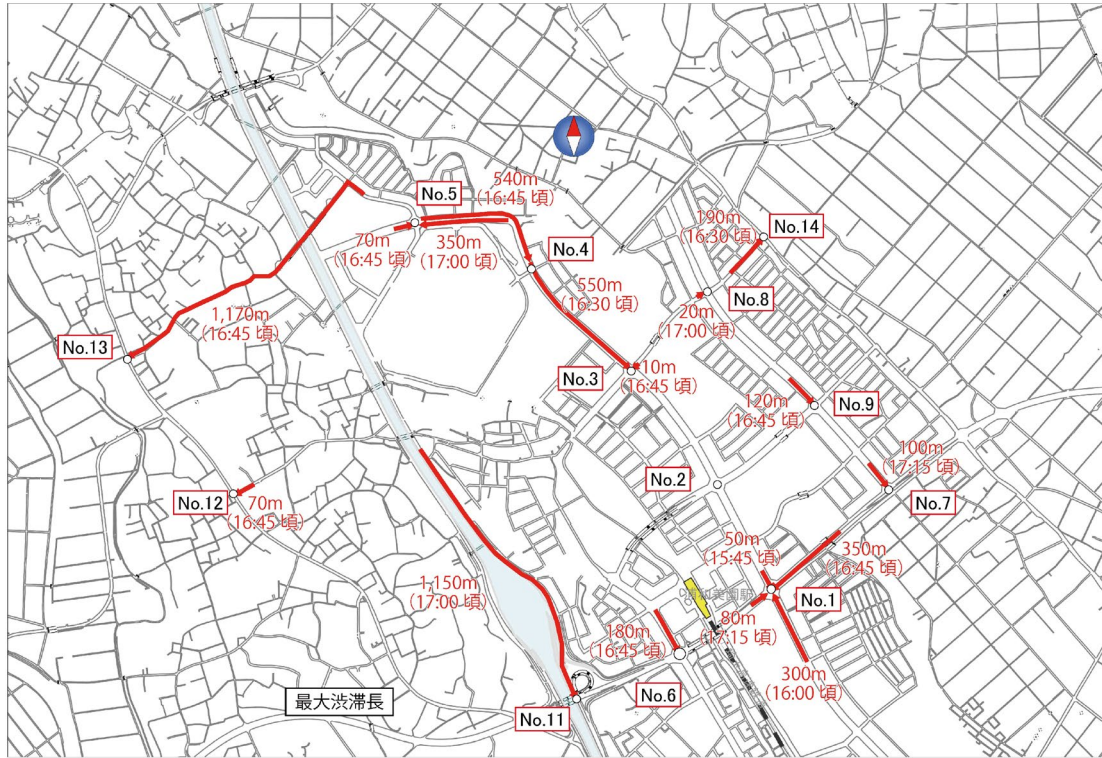 No.5
540m
(16:45 頃)
190m
(16:30 頃)
No.14
70m
(16:45 頃)
350m
(17:00 頃)
No.4
550m
(16:30 頃)
No.8
20m
(17:00 頃)
1,170m
(16:45 頃)
No.13
No.3
10m
(16:45 頃)
120m
(16:45 頃)
No.9
100m
(17:15 頃)
No.2
No.7
No.12
70m
(16:45 頃)
50m
(15:45 頃)
350m
(16:45 頃)
1,150m
(17:00 頃)
浦和美園駅
No.1
180m
(16:45 頃)
80m
(17:15 頃)
300m
(16:00 頃)
No.6
最大渋滞長
No.11